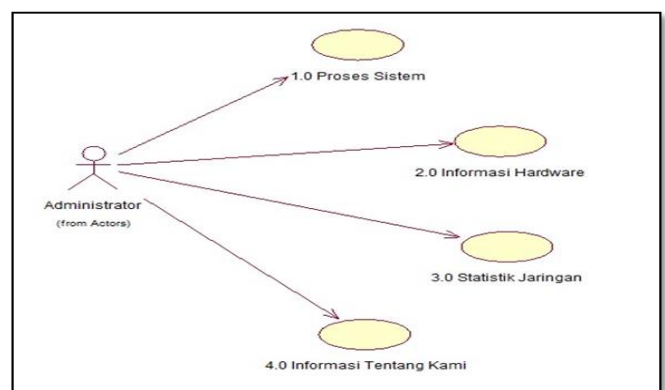 1.0 Proses Sistem
2.0 Informasi Hardware
Administrator
(from Actors)
3.0 Statistik Jaringan
4.0 Informasi Tentang Kami